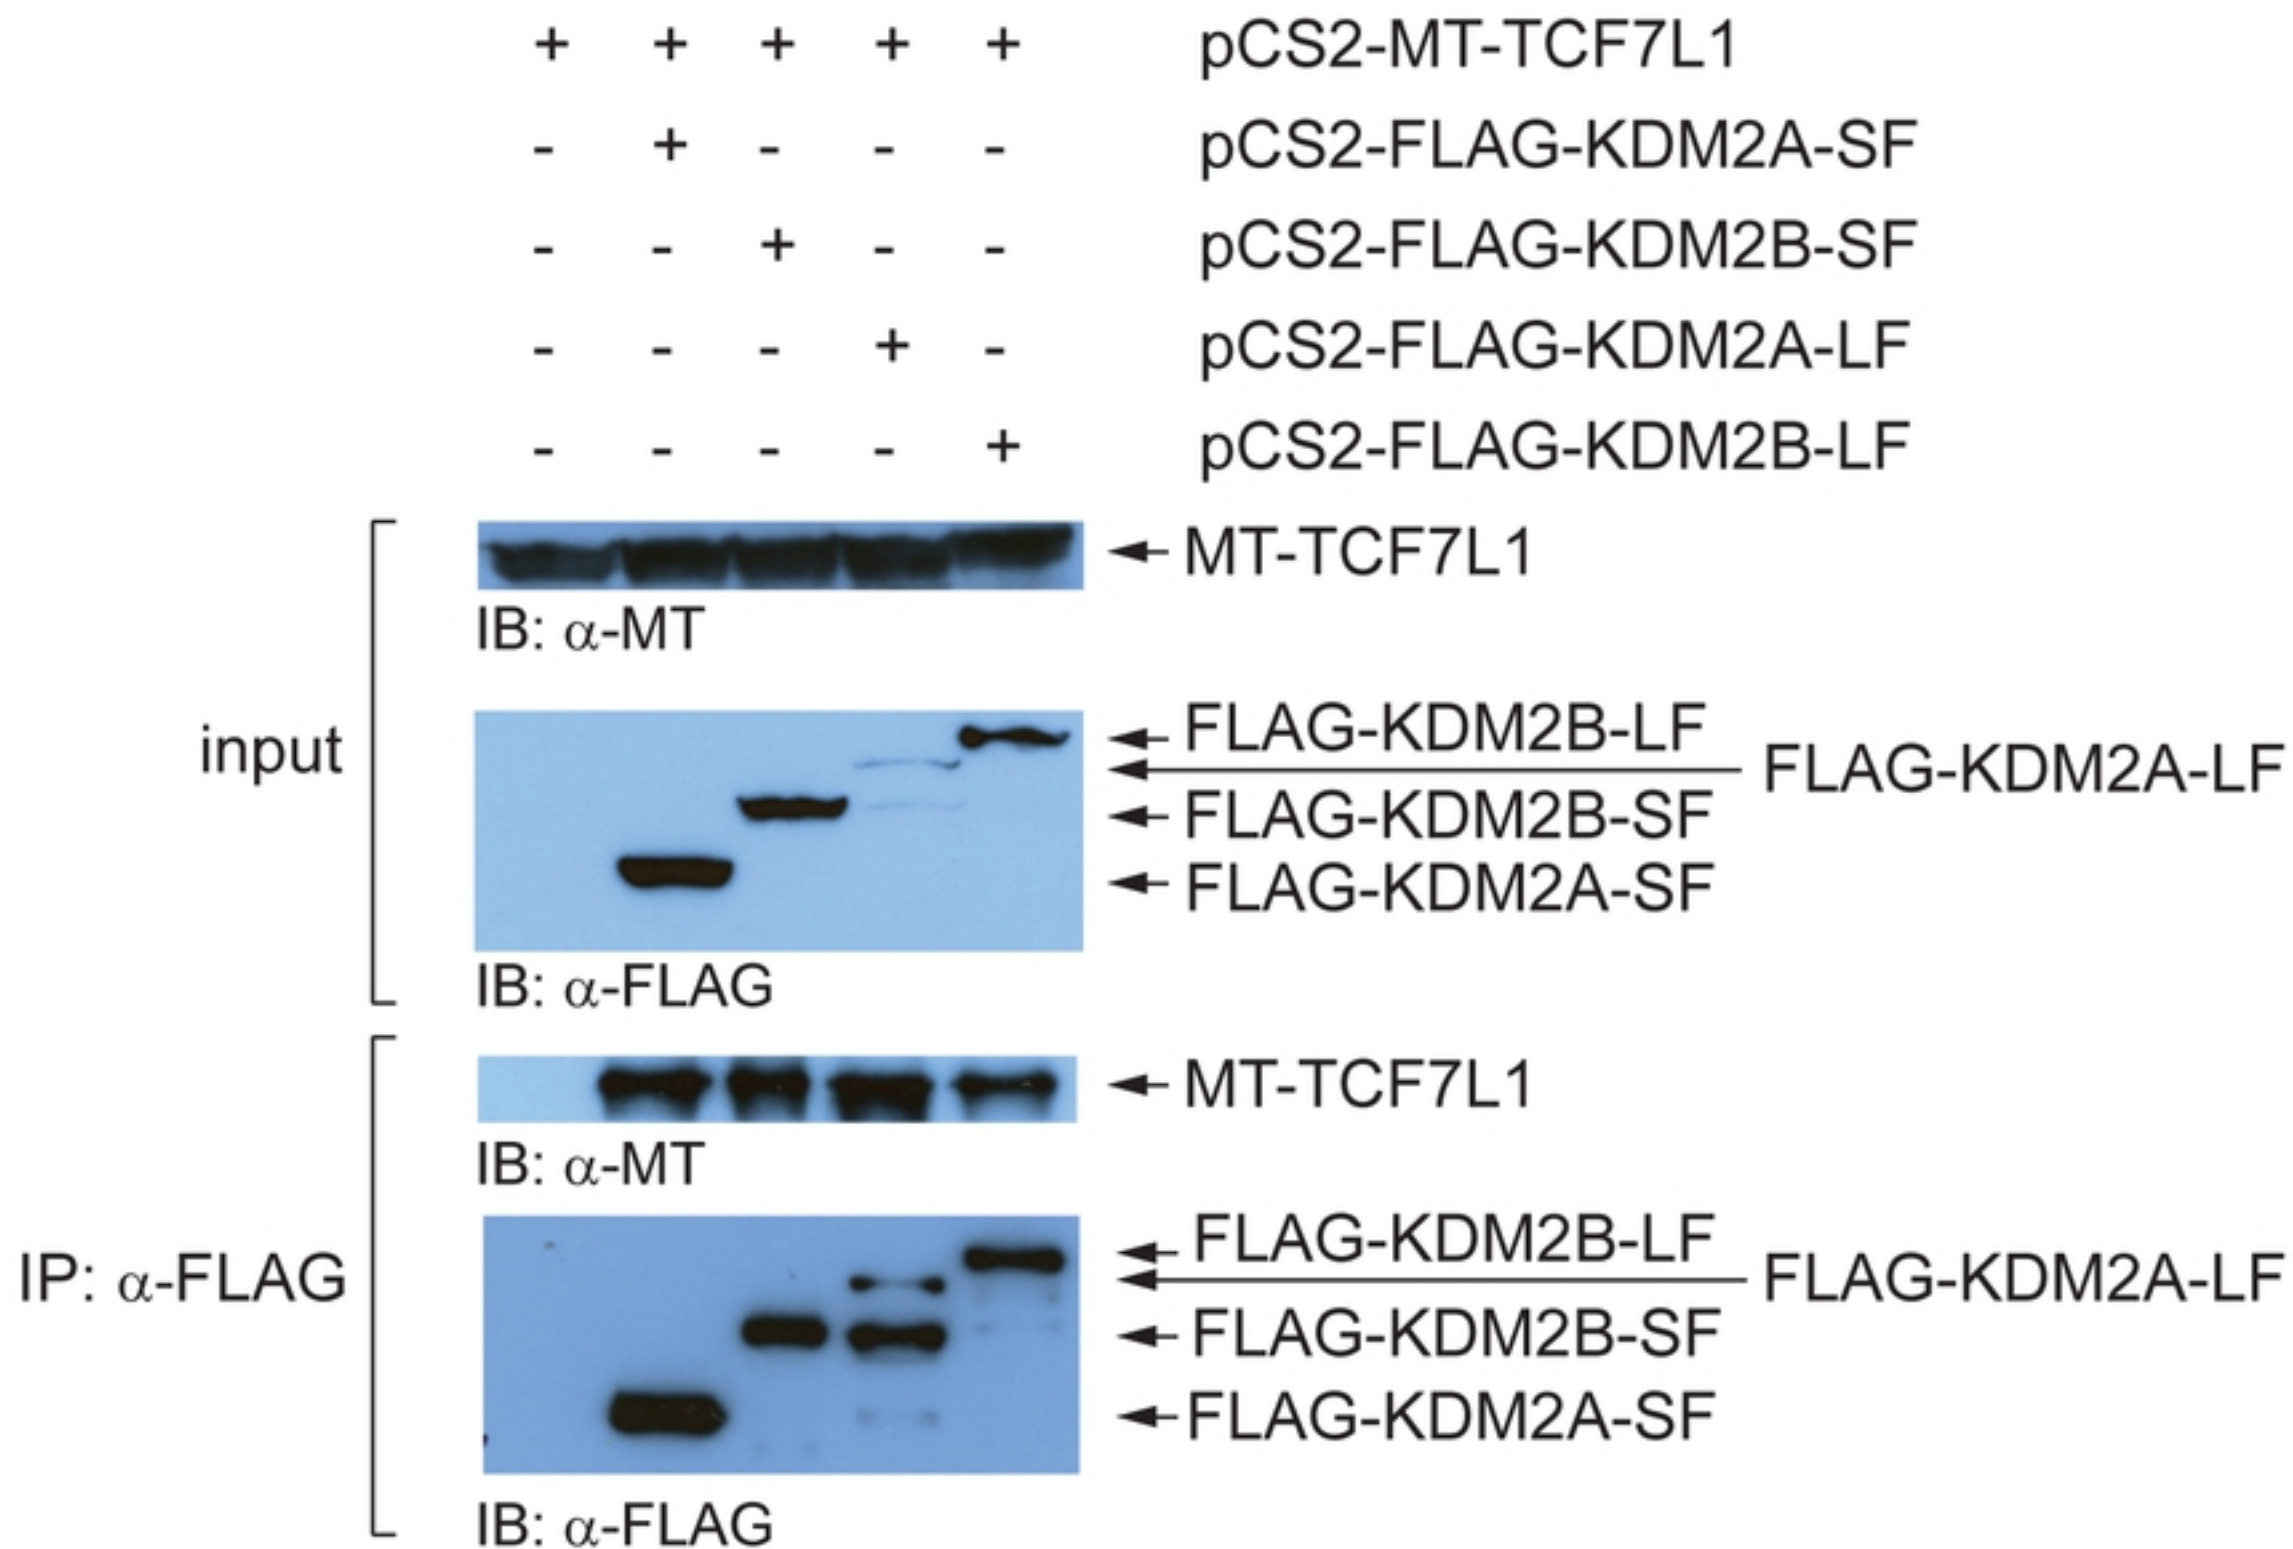 + + + + + pCS2-MT-TCF7L1
- + - - - pCS2-FLAG-KDM2A-SF
- - + - - pCS2-FLAG-KDM2B-SF
- - - + - pCS2-FLAG-KDM2A-LF
- - - - + pCS2-FLAG-KDM2B-LF
MT-TCF7L1
IB: α-MT
input
FLAG-KDM2B-LF
FLAG-KDM2A-LF
FLAG-KDM2B-SF
FLAG-KDM2A-SF
IB: α-FLAG
MT-TCF7L1
IB: α-MT
IP: α-FLAG
FLAG-KDM2B-LF
FLAG-KDM2A-LF
FLAG-KDM2B-SF
FLAG-KDM2A-SF
IB: α-FLAG